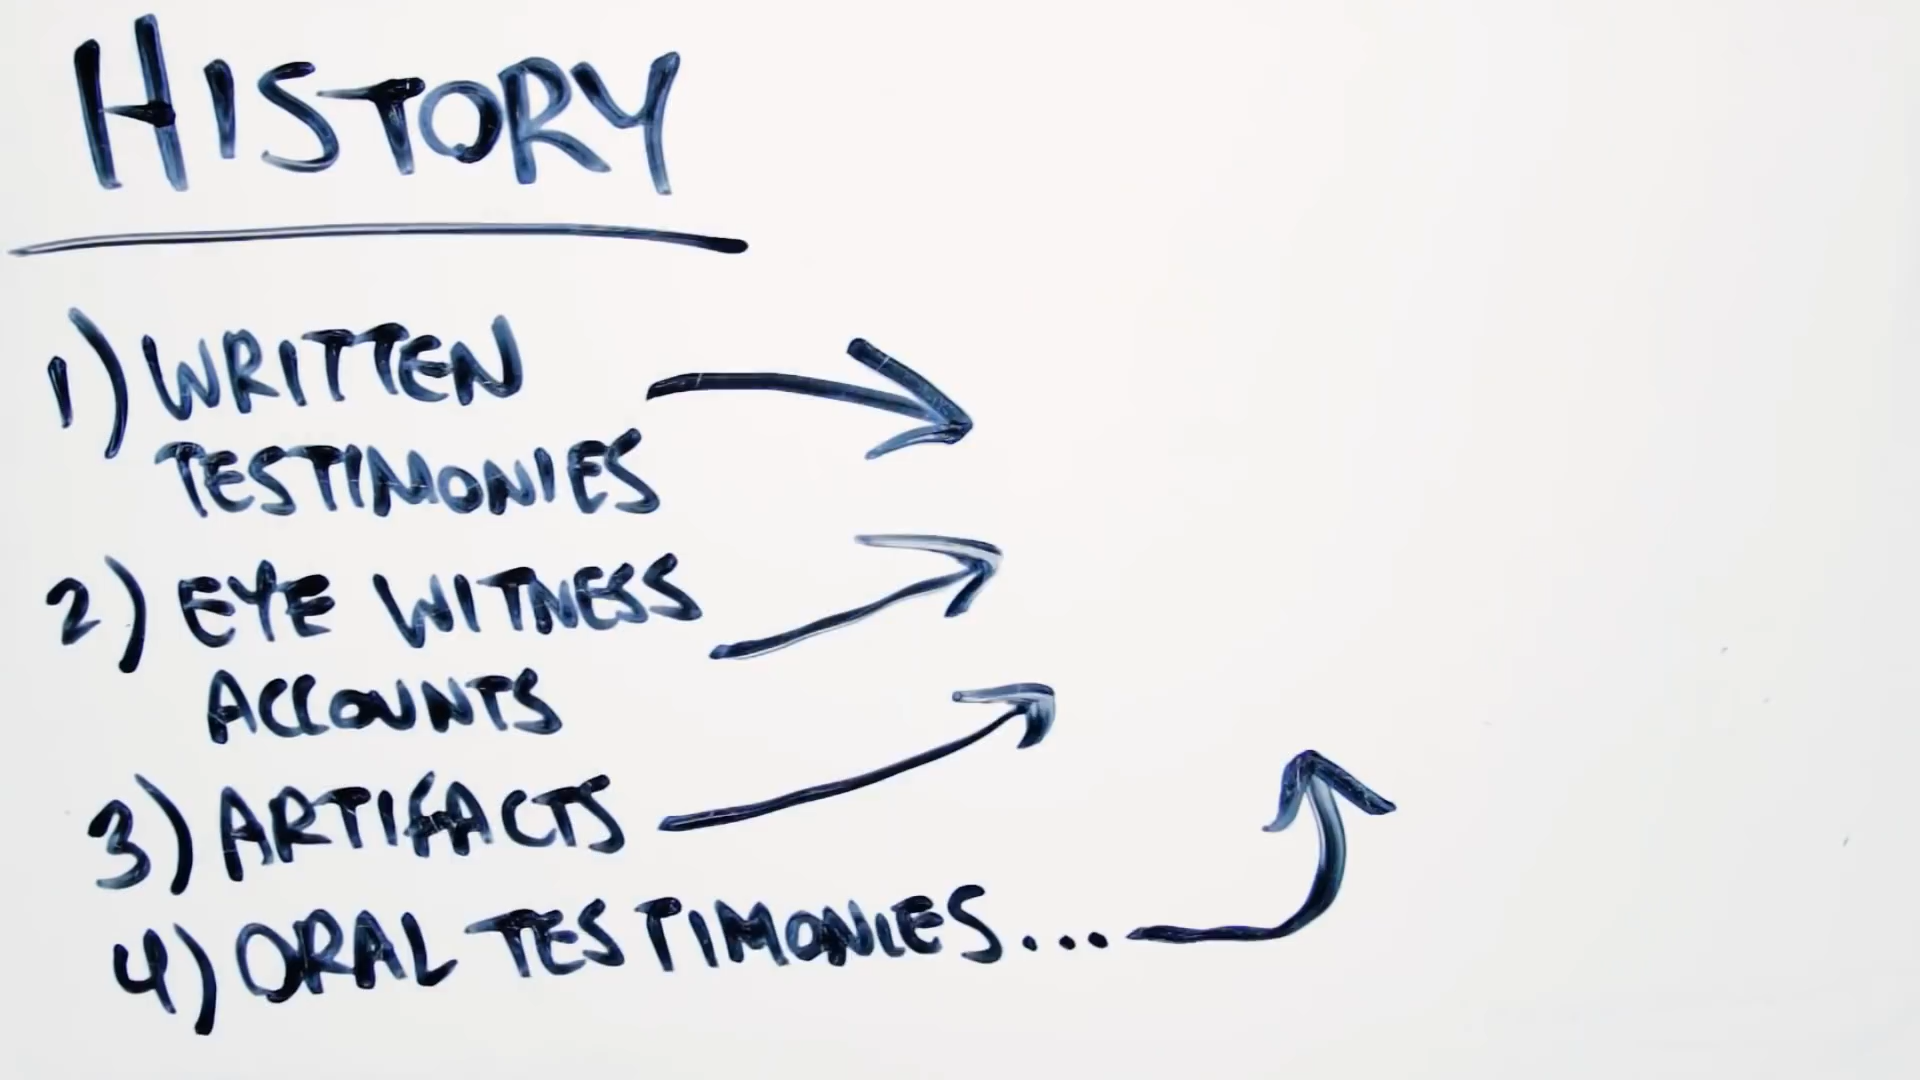 HISTORY
1) WRITTEN
TESTIMONIES
2) EYE WITNESS
ACCOUNTS
3) ARTIFACTS
4) ORAL TESTIMONIES...